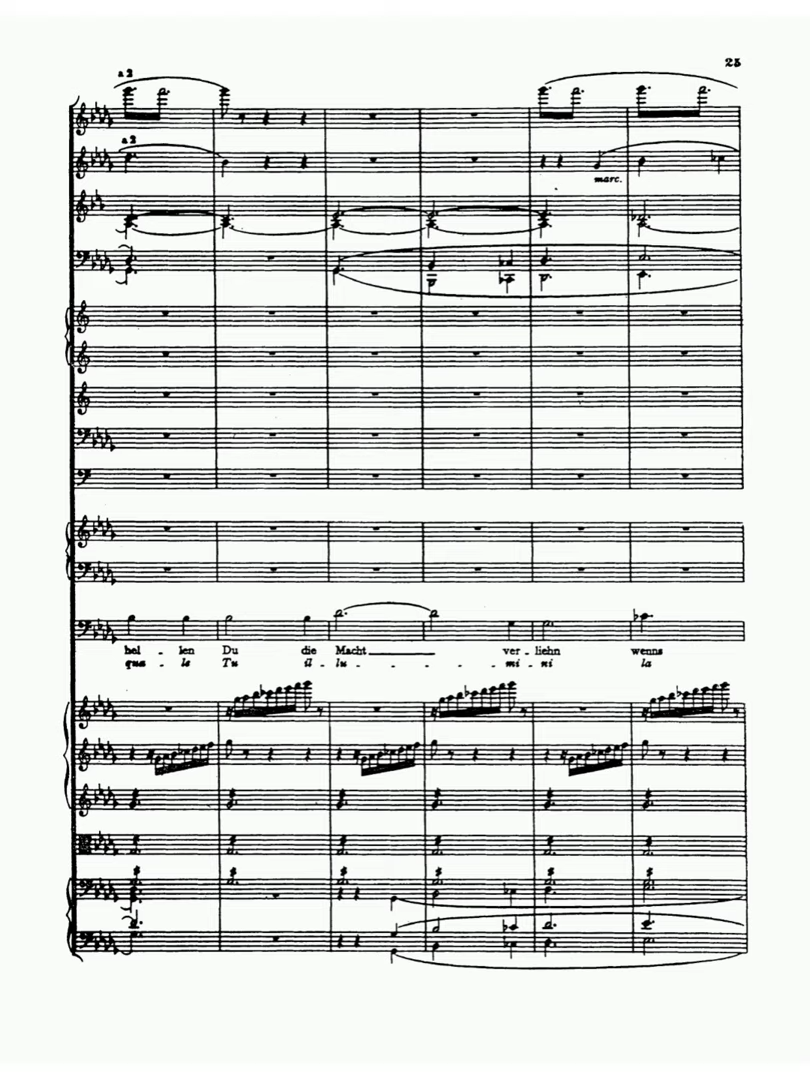 25
a 2
a 2
marc.
hel - len Du die Macht ver - liehn wenns
qua - le Tu il - lu - mi - ni la